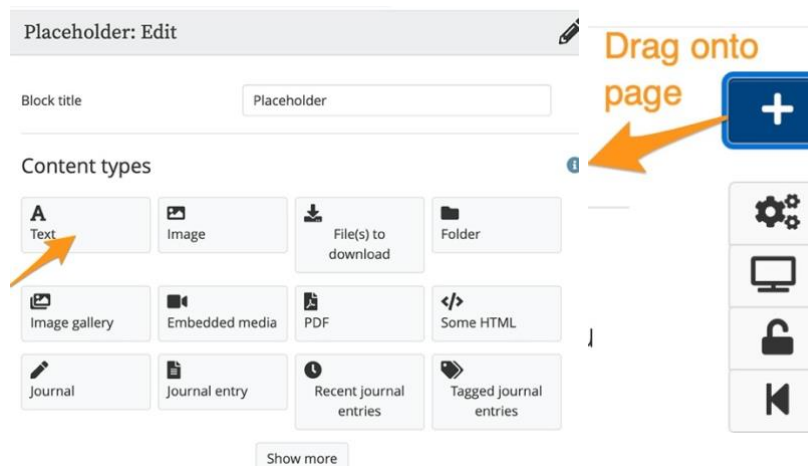 Placeholder: Edit
Block title
Placeholder
Content types
Text
Image
File(s) to
download
Folder
Image gallery
Embedded media
PDF
Some HTML
Journal
Journal entry
Recent journal
entries
Tagged journal
entries
Show more
Drag onto
page